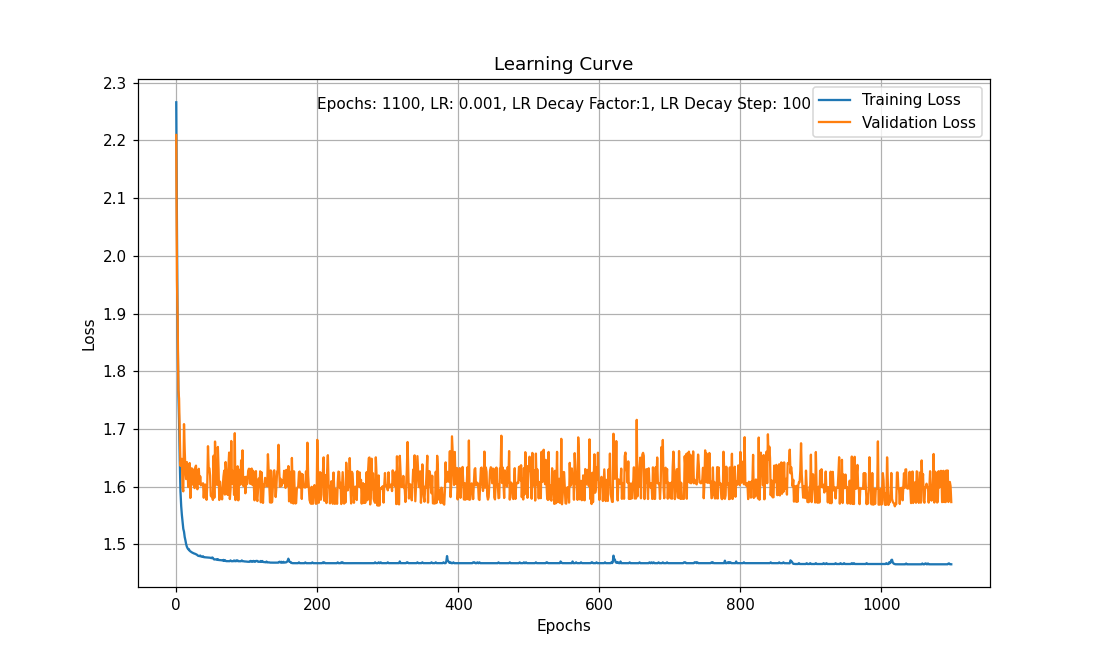 Learning Curve
Epochs: 1100, LR: 0.001, LR Decay Factor:1, LR Decay Step: 100
Training Loss
Validation Loss
2.3
2.2
2.1
2.0
1.9
1.8
1.7
1.6
1.5
Loss
0 200 400 600 800 1000
Epochs